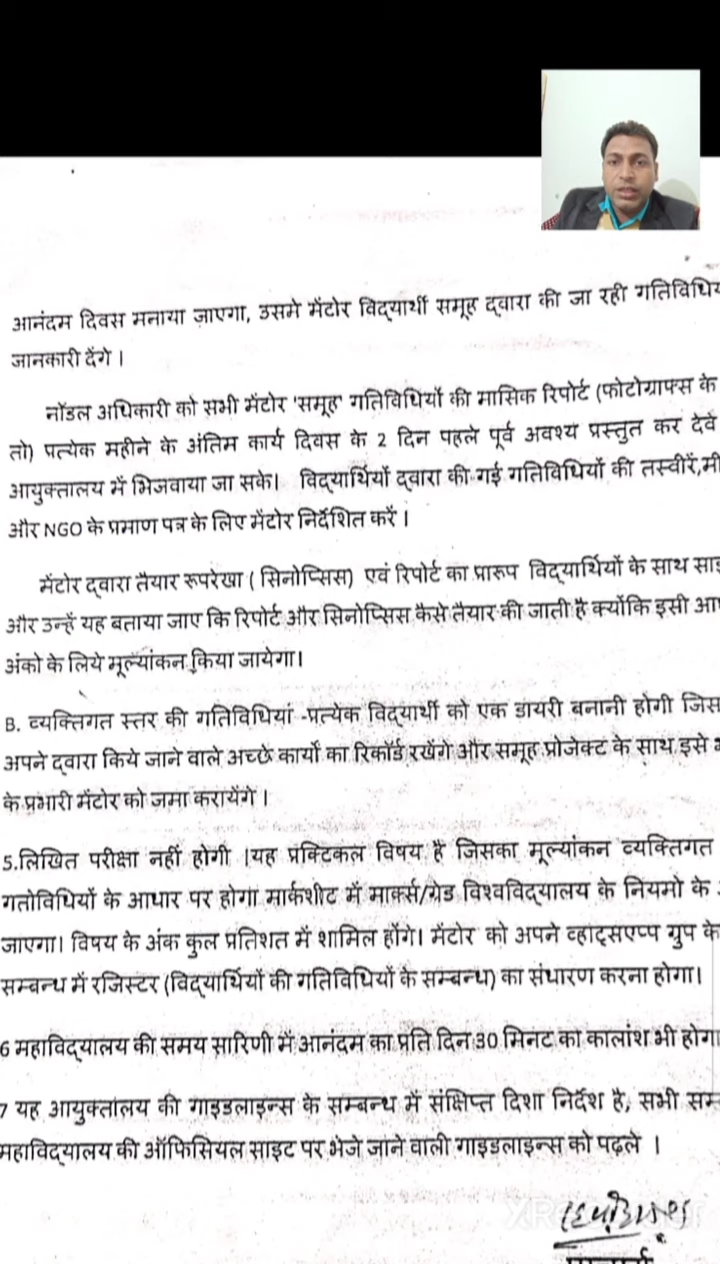 आनंदम दिवस मनाया जाएगा, उसमे मेंटोर विद्यार्थी समूह द्वारा की जा रही
जानकारी देंगे ।
नॉडल अधिकारी को सभी मेंटोर 'समूह' गतिविधियों की मासिक रिपोर्ट (फोटोग्राफ्स के
तो) पत्येक महीने के अंतिम कार्य दिवस के 2 दिन पहले पूर्व अवश्य प्रस्तुत कर देवे
आयुक्तालय में भिजवाया जा सके। विद्यार्थियों द्वारा की गई गतिविधियों की तस्वीरें,
और NGO के प्रमाण पत्र के लिए मेंटोर निर्देशित करें ।
मेंटोर द्वारा तैयार रूपरेखा ( सिनोप्सिस) एवं रिपोर्ट का प्रारूप विद्यार्थियों के साथ
और उन्हें यह बताया जाए कि रिपोर्ट और सिनोप्सिस कैसे तैयार की जाती है क्योंकि इसी
अंको के लिये मूल्यांकन किया जायेगा।
B. व्यक्तिगत स्तर की गतिविधियां -प्रत्येक विद्यार्थी को एक डायरी बनानी होगी
अपने द्वारा किये जाने वाले अच्छे कार्यों का रिकॉर्ड रखेंगे और समूह प्रोजेक्ट के साथ इसे
के प्रभारी मेंटोर को जमा करायेंगे ।
5.लिखित परीक्षा नहीं होगी ।यह प्रेक्टिकल विषय है जिसका मूल्यांकन व्यक्तिगत
गतोविधियों के आधार पर होगा मार्कशीट में मार्क्स/ग्रेड विश्वविद्यालय के नियमो के
जाएगा। विषय के अंक कुल प्रतिशत में शामिल होंगे। मेंटोर को अपने व्हाट्सएप्प ग्रुप के
सम्बन्ध में रजिस्टर (विद्यार्थियों की गतिविधियों के सम्बन्ध) का संधारण करना होगा।
6 महाविद्यालय की समय सारिणी में आनंदम का प्रति दिन 30 मिनट का कालांश भी होगा
7 यह आयुक्तालय की गाइडलाइन्स के सम्बन्ध में संक्षिप्त दिशा निर्देश है, सभी
महाविद्यालय की ऑफिसियल साइट पर भेजे जाने वाली गाइडलाइन्स को पढ़लें ।